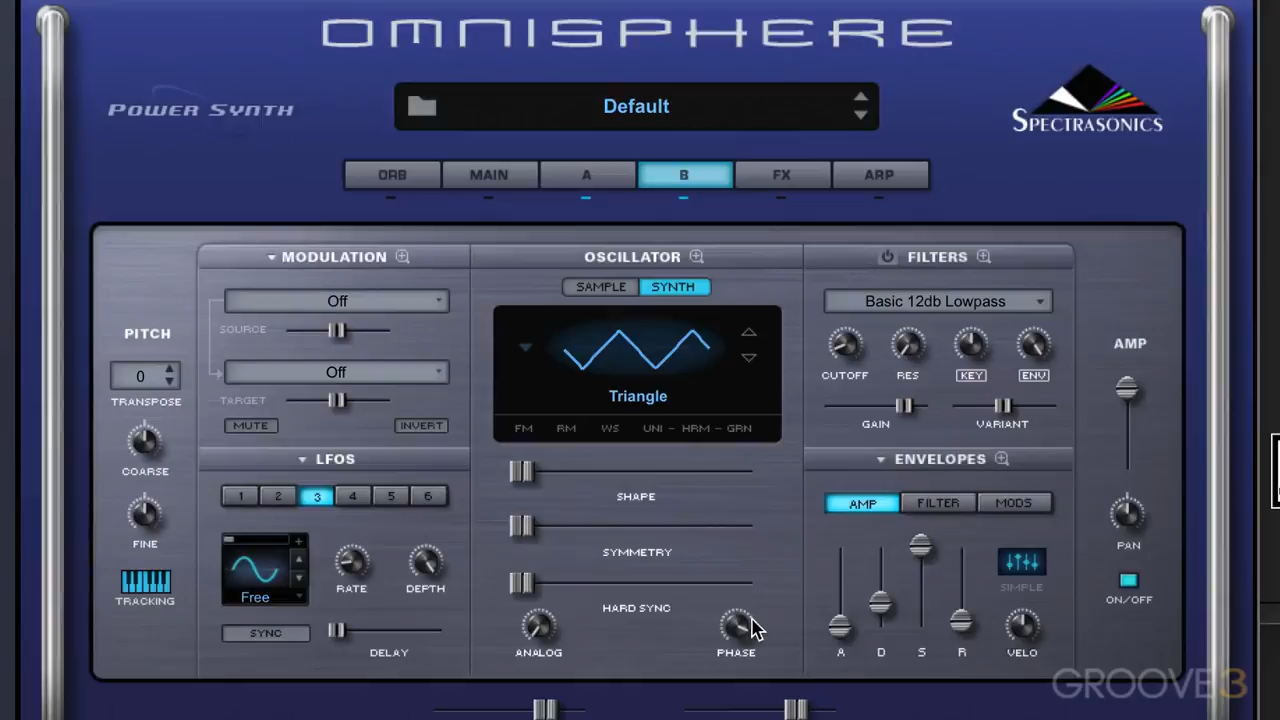 OMNISPHERE
POWER SYNTH
Default
SPECTRASONICS
ORB MAIN A B FX ARP
MODULATION
OSCILLATOR
FILTERS
SAMPLE SYNTH
Off
Basic 12db Lowpass
SOURCE
PITCH
AMP
0
TRANSPOSE
Off
CUTOFF RES KEY ENV
TARGET
Triangle
MUTE INVERT
FM RM WS UNI - HRM - GRN
GAIN VARIANT
COARSE
LFOS
ENVELOPES
1 2 3 4 5 6
SHAPE
AMP FILTER MODS
FINE
PAN
SYMMETRY
RATE DEPTH
SIMPLE
Free
TRACKING
HARD SYNC
ON/OFF
SYNC
DELAY
ANALOG
PHASE
A D S R VELO
GROOVE3